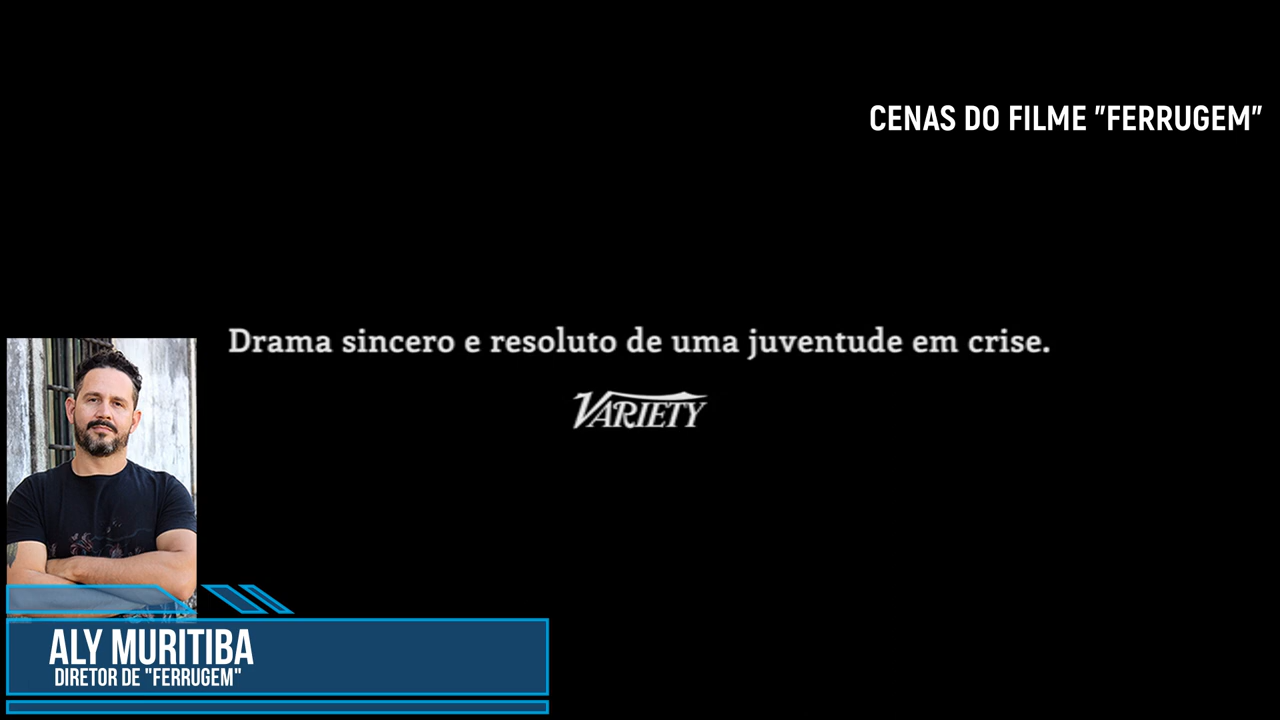 CENAS DO FILME "FERRUGEM"
Drama sincero e resoluto de uma juventude em crise.
VARIETY
ALY MURITIBA
DIRETOR DE "FERRUGEM"